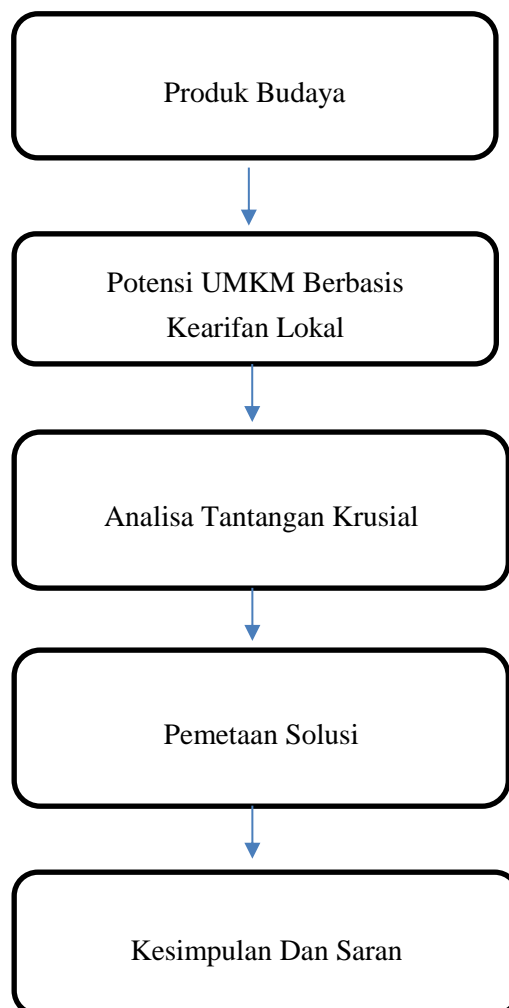 Produk Budaya
Potensi UMKM Berbasis
Kearifan Lokal
Analisa Tantangan Krusial
Pemetaan Solusi
Kesimpulan Dan Saran